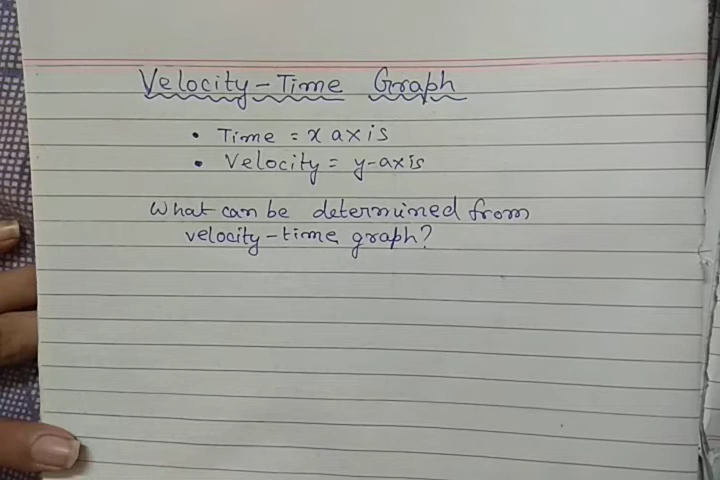 Velocity-Time Graph
• Time = x axis
• Velocity = y-axis
What can be determined from
velocity-time graph?